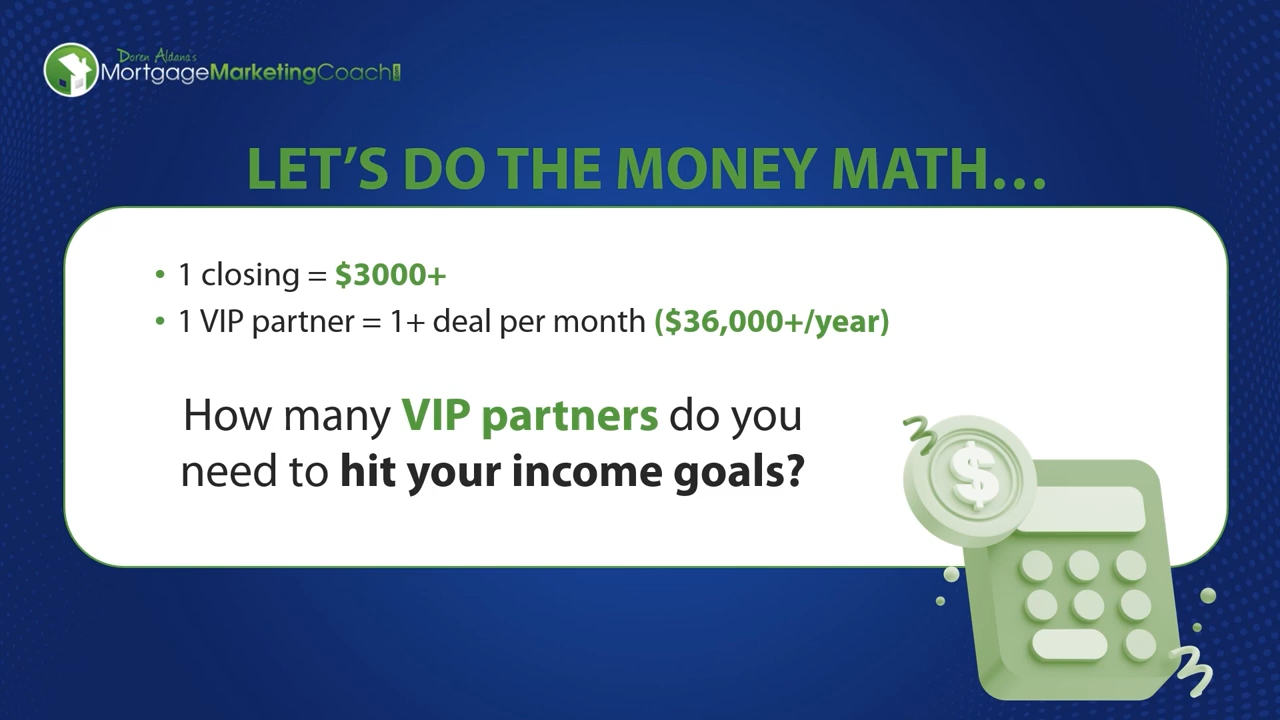 Doren Aldana's
MortgageMarketingCoach
LET'S DO THE MONEY MATH...
• 1 closing = $3000+
• 1 VIP partner = 1+ deal per month ($36,000+/year)
How many VIP partners do you
need to hit your income goals?
$